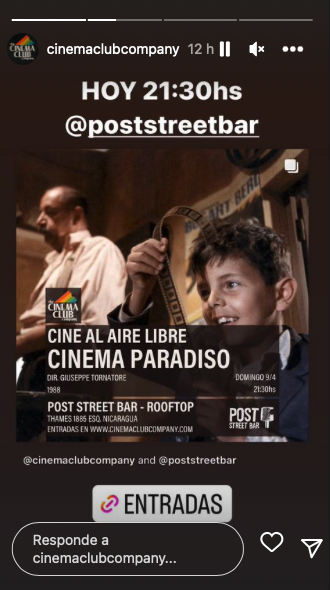 cinemaclubcompany 12 h
HOY 21:30hs
@poststreetbar
CINEMA
CLUB
CINE AL AIRE LIBRE
CINEMA PARADISO
DIR. GIUSEPPE TORNATORE
DOMINGO 9/4
1988
21:30hs
POST STREET BAR - ROOFTOP
THAMES 1885 ESQ. NICARAGUA
ENTRADAS EN WWW.CINEMACLUBCOMPANY.COM
POST
STREET BAR
@cinemaclubcompany and @poststreetbar
ENTRADAS
Responde a
cinemaclubcompany...